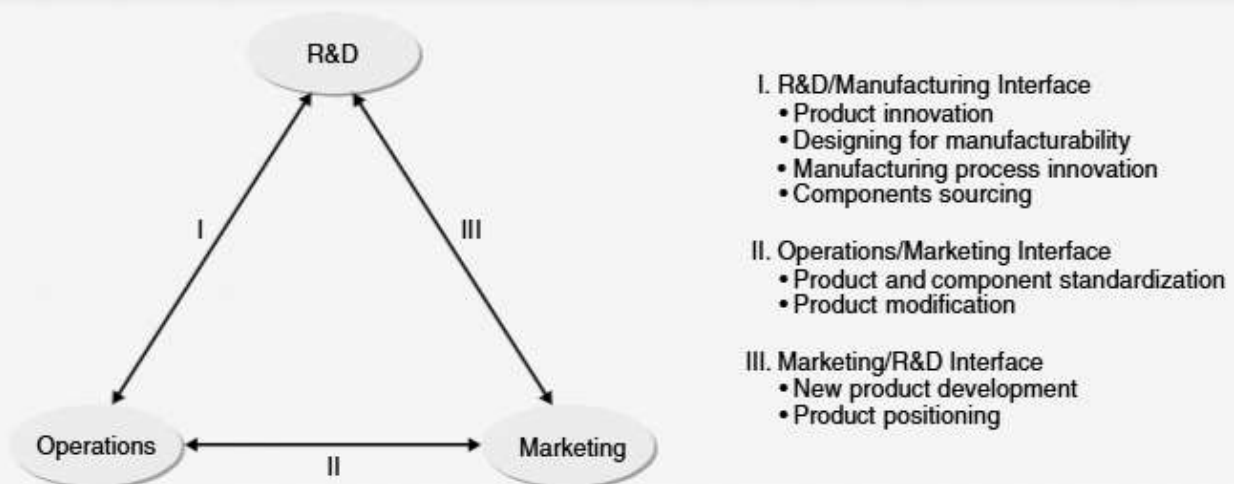 R&D
I
III
Operations
Marketing
II
I. R&D/Manufacturing Interface
• Product innovation
• Designing for manufacturability
• Manufacturing process innovation
• Components sourcing
II. Operations/Marketing Interface
• Product and component standardization
• Product modification
III. Marketing/R&D Interface
• New product development
• Product positioning